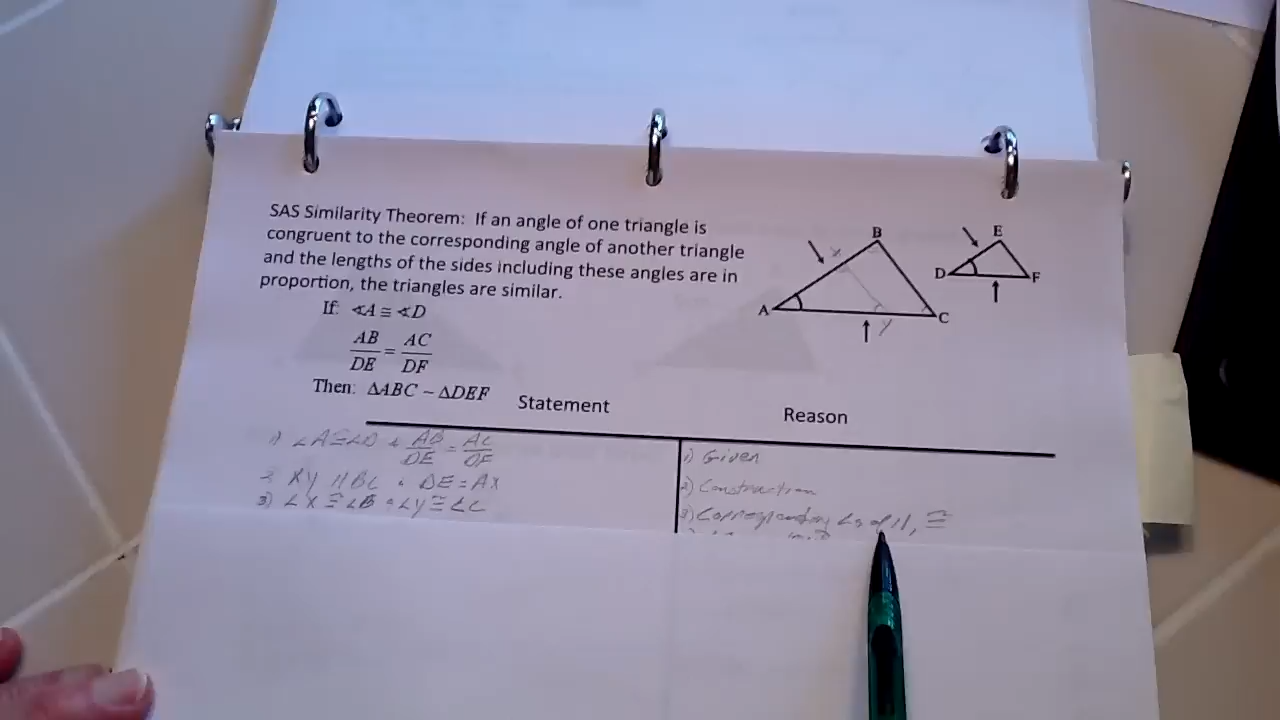 SAS Similarity Theorem: If an angle of one triangle is
congruent to the corresponding angle of another triangle
and the lengths of the sides including these angles are in
proportion, the triangles are similar.
If: ∢A ≅ ∢D
AB/DE = AC/DF
Then: ΔABC ~ ΔDEF
B
x
A
y
C
E
D
F
Statement
Reason
1) ∠A≅∠D & AB/DE = AC/DF
1) Given
2 XY // BC & DE = AX
2) Construction
3) ∠X ≅ ∠B & ∠Y ≅ ∠C
3) Corresponding ∠s of //, ≅